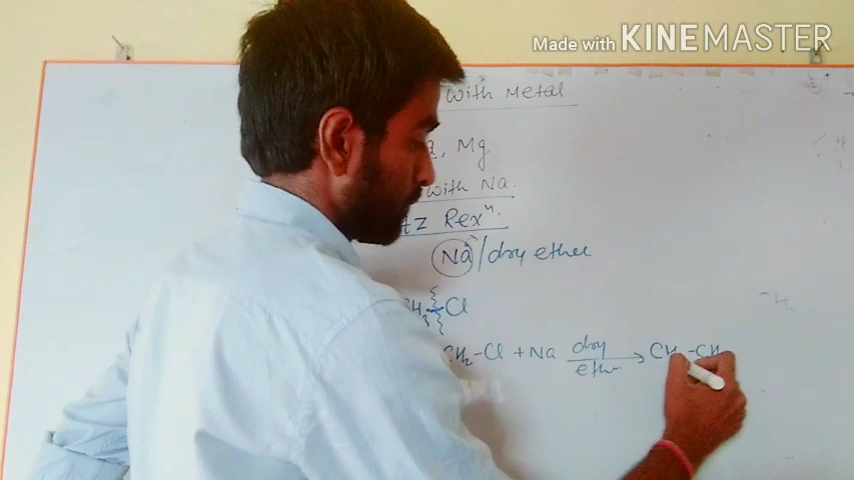 Made with KINEMASTER
with Metal.
, Mg
with Na.
tz Rexⁿ.
Na/dry ether
Cl
CH₂-Cl + Na dry ether → CH -CH